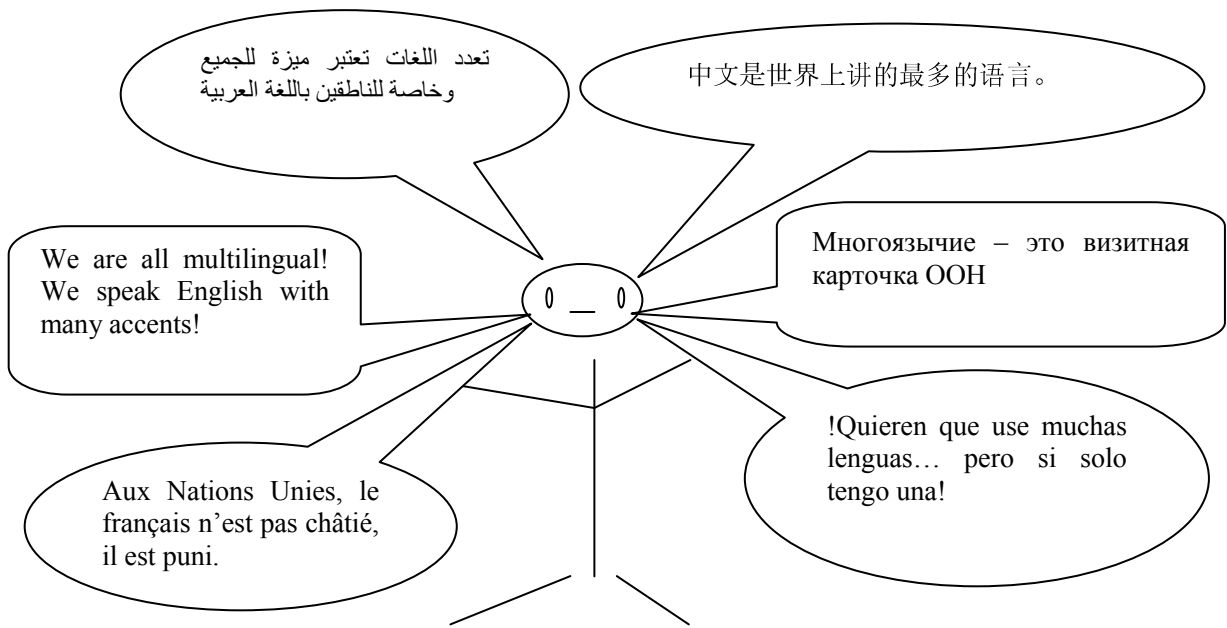 تعدد اللغات تعتبر ميزة للجميع
وخاصة للناطقين باللغة العربية
中文是世界上讲的最多的语言。
We are all multilingual!
We speak English with
many accents!
Многоязычие – это визитная
карточка ООН
Aux Nations Unies, le
français n’est pas châtié,
il est puni.
!Quieren que use muchas
lenguas… pero si solo
tengo una!